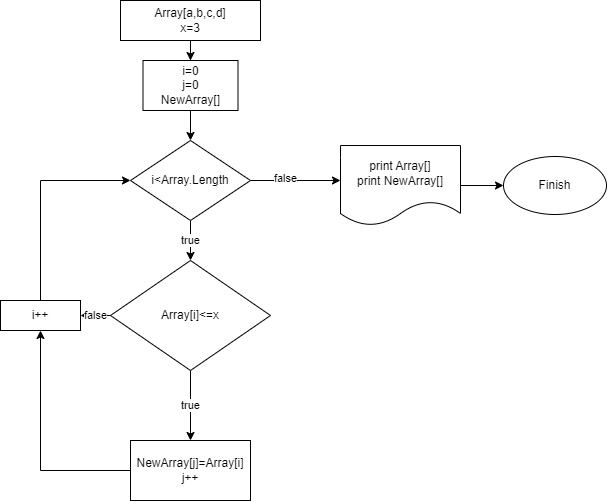 Array[a,b,c,d]
x=3
i=0
j=0
NewArray[]
i<Array.Length
false
print Array[]
print NewArray[]
Finish
true
Array[i]<=x
false
i++
true
NewArray[j]=Array[i]
j++